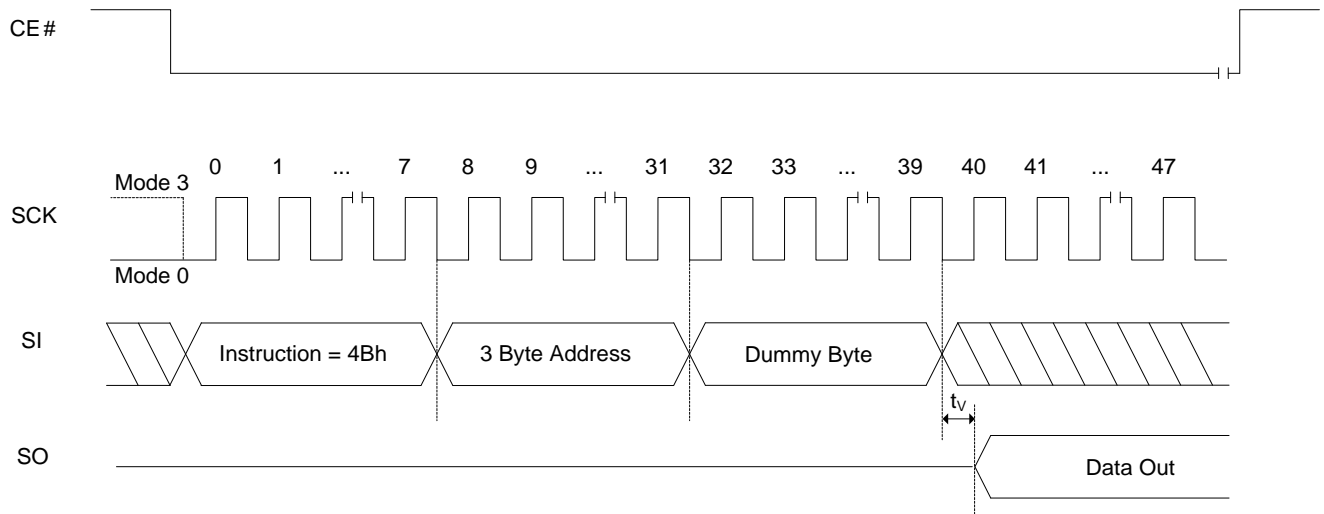 CE#
0 1 ... 7 8 9 ... 31 32 33 ... 39 40 41 ... 47
Mode 3
SCK
Mode 0
SI
Instruction = 4Bh
3 Byte Address
Dummy Byte
tV
SO
Data Out